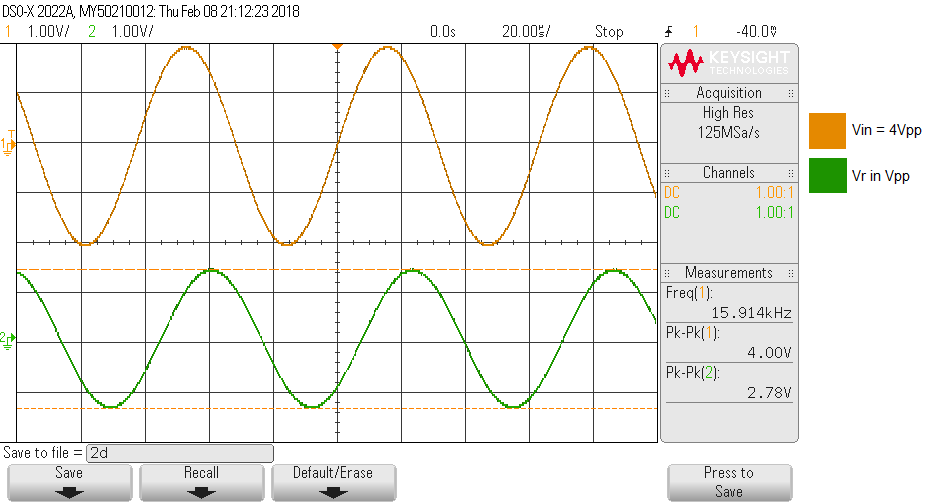 DSO-X 2022A, MY50210012: Thu Feb 08 21:12:23 2018
1 1.00V/ 2 1.00V/ 0.0s 20.00us/ Stop 1 -40.0mV
KEYSIGHT
TECHNOLOGIES
Acquisition
High Res
125MSa/s
Channels
DC 1.00:1
DC 1.00:1
Measurements
Freq(1):
15.914kHz
Pk-Pk(1):
4.00V
Pk-Pk(2):
2.78V
Vin = 4Vpp
Vr in Vpp
T
1
2
Save to file = 2d
Save
Recall
Default/Erase
Press to
Save